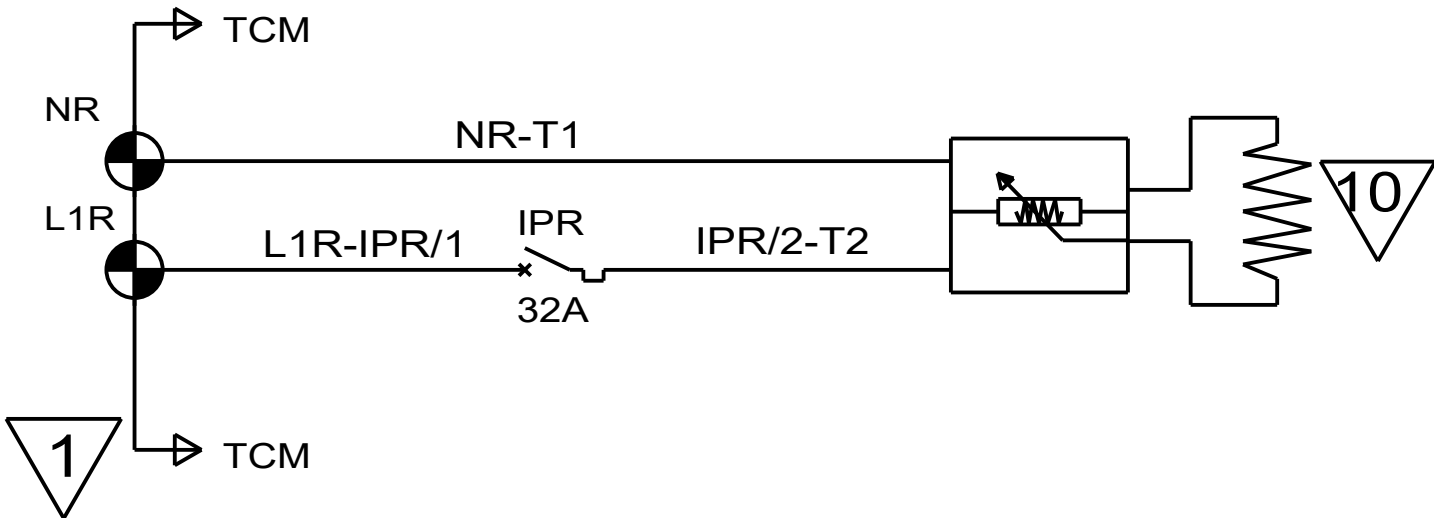 TCM
NR
NR-T1
10
L1R
L1R-IPR/1
IPR
IPR/2-T2
32A
1
TCM